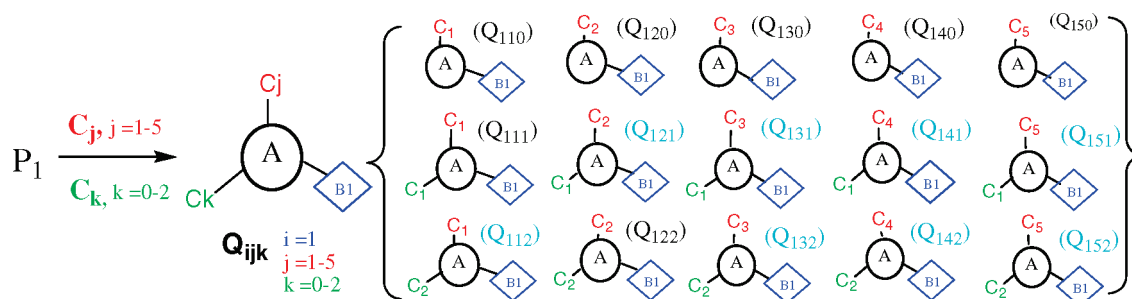 P₁
C_j, j =1-5
C_k, k =0-2
Cj
A
B1
Ck
Q_ijk
i =1
j =1-5
k =0-2
C₁ (Q₁₁₀) C₂ (Q₁₂₀) C₃ (Q₁₃₀) C₄ (Q₁₄₀) C₅ (Q₁₅₀)
A A A A A
B1 B1 B1 B1 B1
C₁ (Q₁₁₁) C₂ (Q₁₂₁) C₃ (Q₁₃₁) C₄ (Q₁₄₁) C₅ (Q₁₅₁)
A A A A A
C₁ B1 C₁ B1 C₁ B1 C₁ B1 C₁ B1
C₁ (Q₁₁₂) C₂ (Q₁₂₂) C₃ (Q₁₃₂) C₄ (Q₁₄₂) C₅ (Q₁₅₂)
A A A A A
C₂ B1 C₂ B1 C₂ B1 C₂ B1 C₂ B1